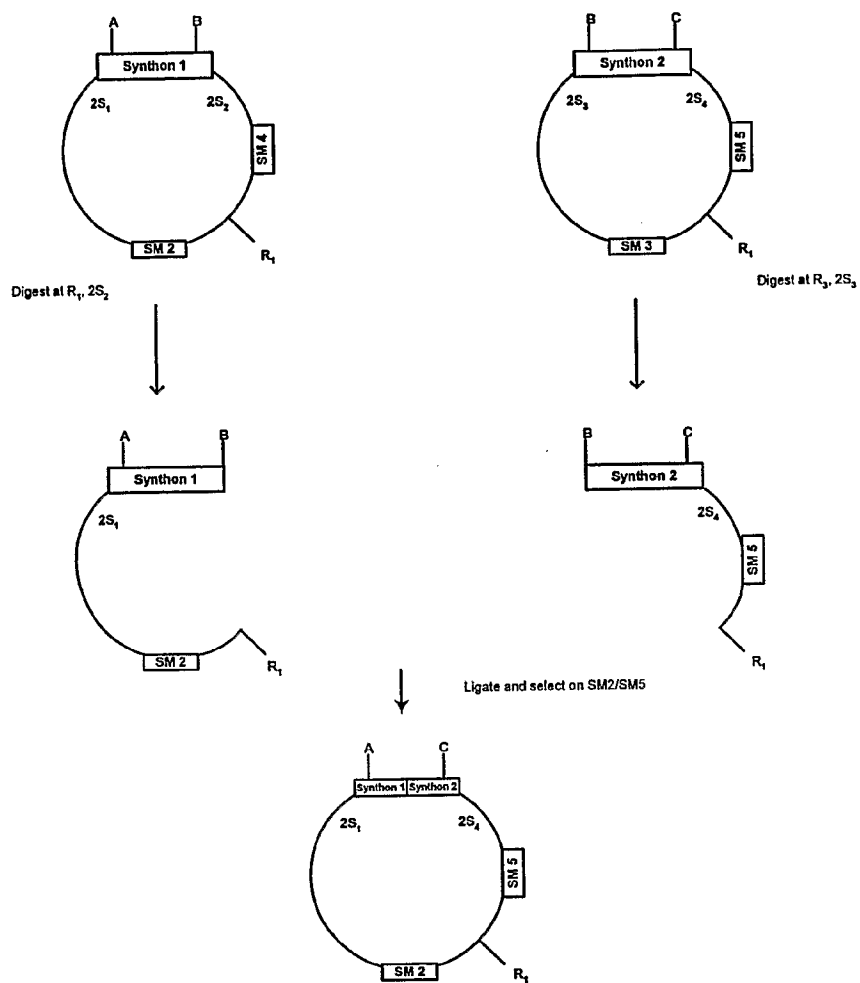 A B
Synthon 1
2S₁ 2S₂
SM 4
SM 2
R₁
B C
Synthon 2
2S₃ 2S₄
SM 5
SM 3
R₁
Digest at R₁, 2S₂
Digest at R₃, 2S₃
A B
Synthon 1
2S₁
SM 2
R₁
B C
Synthon 2
2S₄
SM 5
R₁
Ligate and select on SM2/SM5
A C
Synthon 1 Synthon 2
2S₁ 2S₄
SM 5
SM 2
R₁